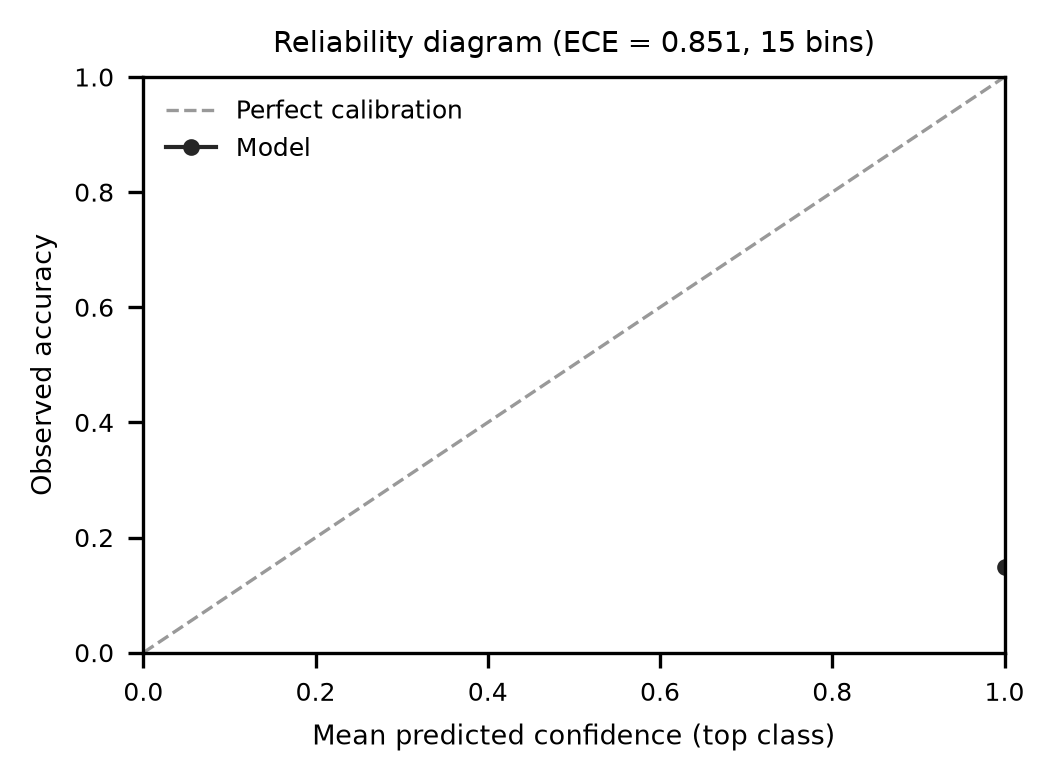 Reliability diagram (ECE = 0.851, 15 bins)
Perfect calibration
Model
Observed accuracy
1.0
0.8
0.6
0.4
0.2
0.0
0.0 0.2 0.4 0.6 0.8 1.0
Mean predicted confidence (top class)